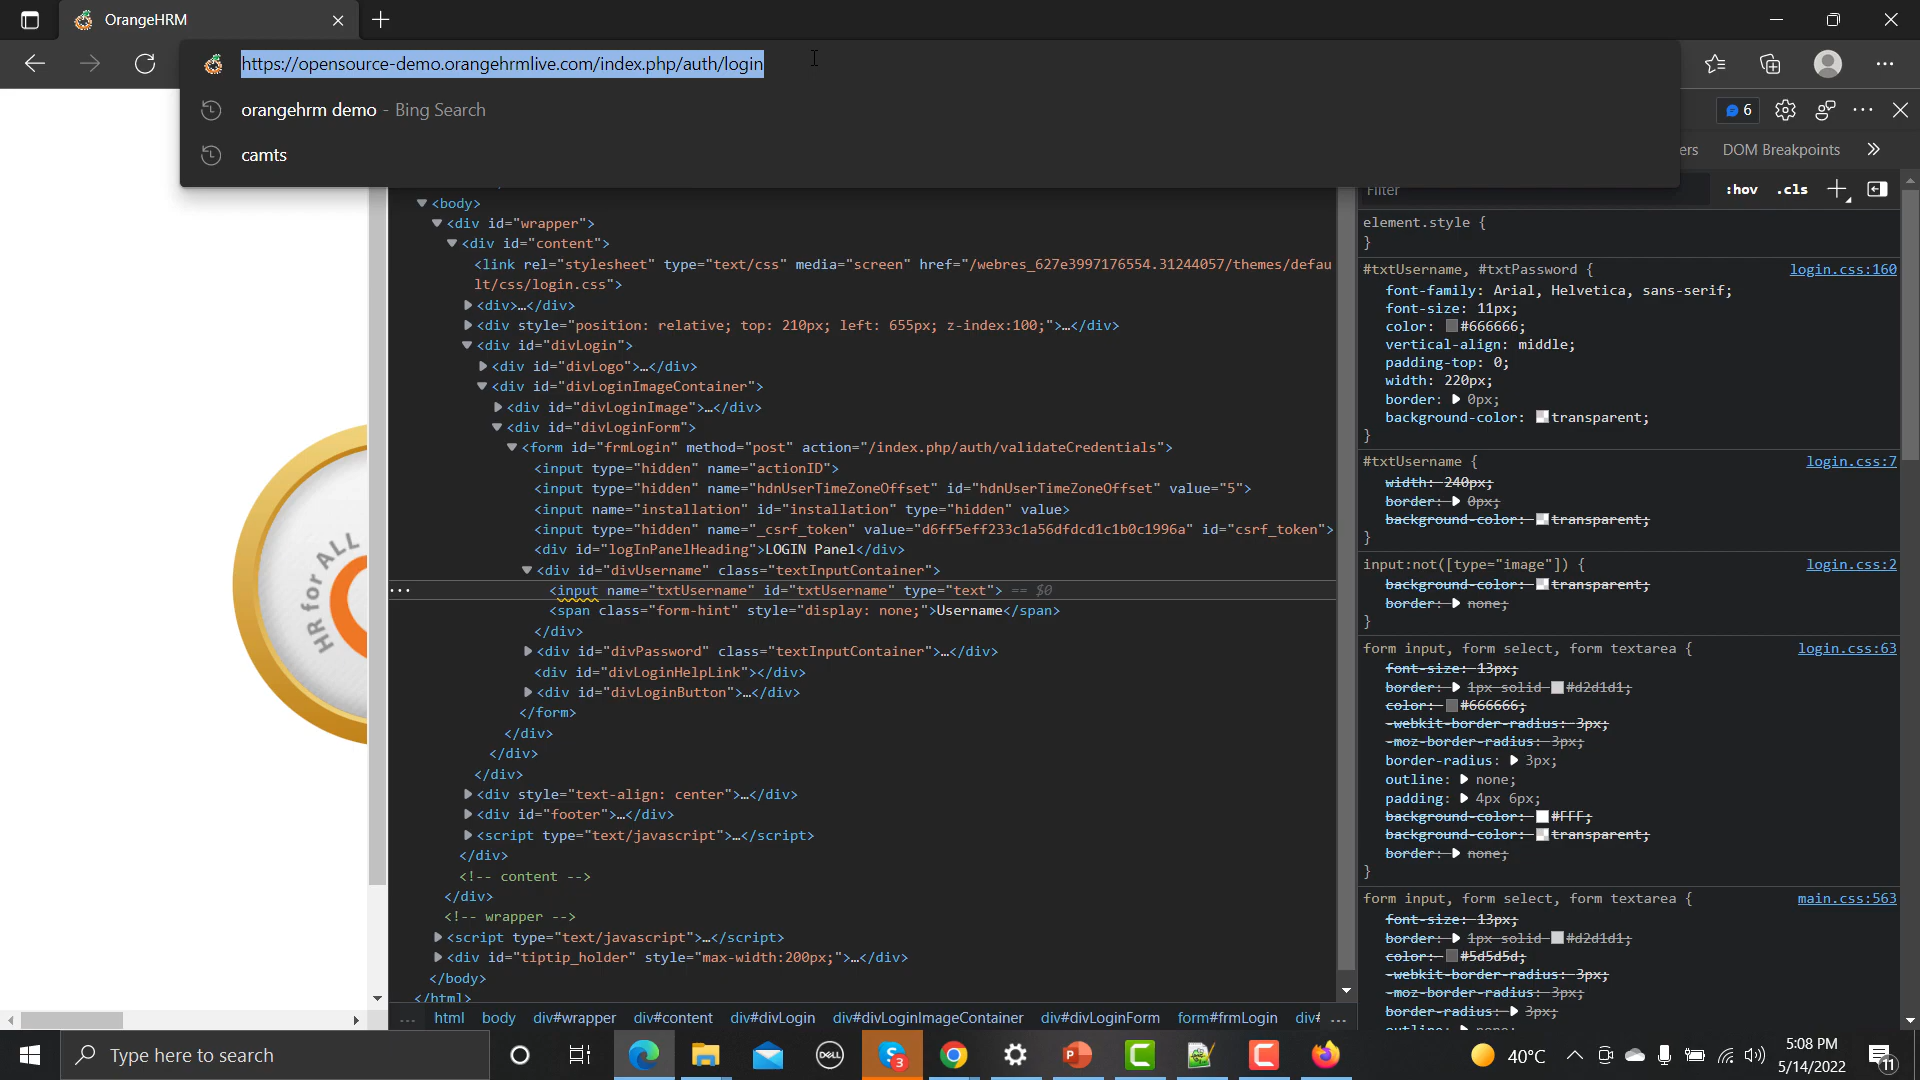 OrangeHRM
https://opensource-demo.orangehrmlive.com/index.php/auth/login
orangehrm demo - Bing Search
camts
6
ers DOM Breakpoints
Filter
:hov .cls
HR for ALL
<body>
<div id="wrapper">
<div id="content">
<link rel="stylesheet" type="text/css" media="screen" href="/webres_627e3997176554.31244057/themes/defau
lt/css/login.css">
<div>…</div>
<div style="position: relative; top: 210px; left: 655px; z-index:100;">…</div>
<div id="divLogin">
<div id="divLogo">…</div>
<div id="divLoginImageContainer">
<div id="divLoginImage">…</div>
<div id="divLoginForm">
<form id="frmLogin" method="post" action="/index.php/auth/validateCredentials">
<input type="hidden" name="actionID">
<input type="hidden" name="hdnUserTimeZoneOffset" id="hdnUserTimeZoneOffset" value="5">
<input name="installation" id="installation" type="hidden" value>
<input type="hidden" name="_csrf_token" value="d6ff5eff233c1a56dfdcd1c1b0c1996a" id="csrf_token">
<div id="logInPanelHeading">LOGIN Panel</div>
<div id="divUsername" class="textInputContainer">
<input name="txtUsername" id="txtUsername" type="text"> == $0
<span class="form-hint" style="display: none;">Username</span>
</div>
<div id="divPassword" class="textInputContainer">…</div>
<div id="divLoginHelpLink"></div>
<div id="divLoginButton">…</div>
</form>
</div>
</div>
</div>
<div style="text-align: center">…</div>
<div id="footer">…</div>
<script type="text/javascript">…</script>
</div>
<!-- content -->
</div>
<!-- wrapper -->
<script type="text/javascript">…</script>
<div id="tiptip_holder" style="max-width:200px;">…</div>
</body>
</html>
... html body div#wrapper div#content div#divLogin div#divLoginImageContainer div#divLoginForm form#frmLogin div# ...
element.style {
}
#txtUsername, #txtPassword { login.css:160
font-family: Arial, Helvetica, sans-serif;
font-size: 11px;
color: #666666;
vertical-align: middle;
padding-top: 0;
width: 220px;
border: 0px;
background-color: transparent;
}
#txtUsername { login.css:7
width: 240px;
border: 0px;
background-color: transparent;
}
input:not([type="image"]) { login.css:2
background-color: transparent;
border: none;
}
form input, form select, form textarea { login.css:63
font-size: 13px;
border: 1px solid #d2d1d1;
color: #666666;
-webkit-border-radius: 3px;
-moz-border-radius: 3px;
border-radius: 3px;
outline: none;
padding: 4px 6px;
background-color: #FFF;
background-color: transparent;
border: none;
}
form input, form select, form textarea { main.css:563
font-size: 13px;
border: 1px solid #d2d1d1;
color: #5d5d5d;
-webkit-border-radius: 3px;
-moz-border-radius: 3px;
border-radius: 3px;
outline: none;
Type here to search
DELL
3
40°C
5:08 PM
5/14/2022
11